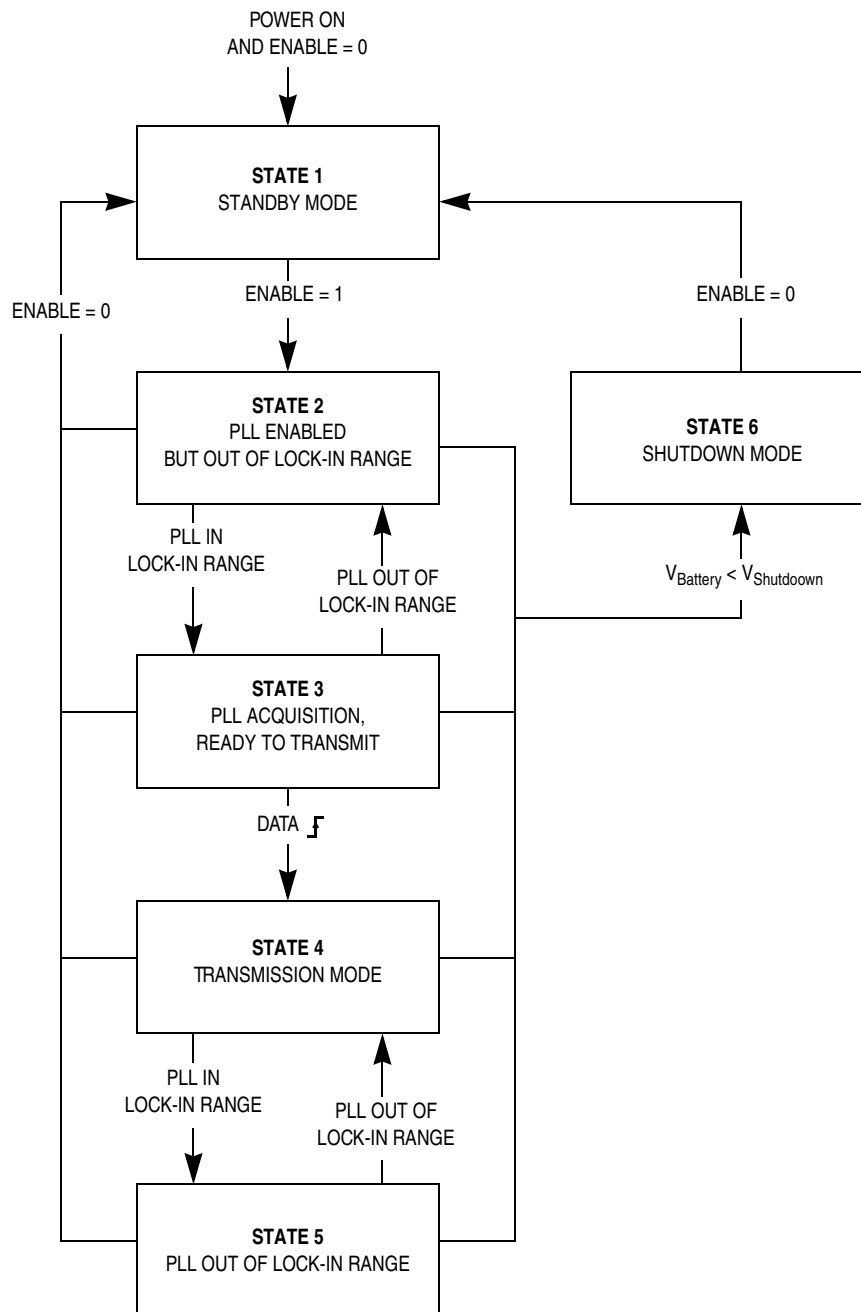 POWER ON
AND ENABLE = 0
STATE 1
STANDBY MODE
ENABLE = 0
ENABLE = 1
ENABLE = 0
STATE 2
PLL ENABLED
BUT OUT OF LOCK-IN RANGE
STATE 6
SHUTDOWN MODE
PLL IN
LOCK-IN RANGE
PLL OUT OF
LOCK-IN RANGE
VBattery < VShutdoown
STATE 3
PLL ACQUISITION,
READY TO TRANSMIT
DATA
STATE 4
TRANSMISSION MODE
PLL IN
LOCK-IN RANGE
PLL OUT OF
LOCK-IN RANGE
STATE 5
PLL OUT OF LOCK-IN RANGE